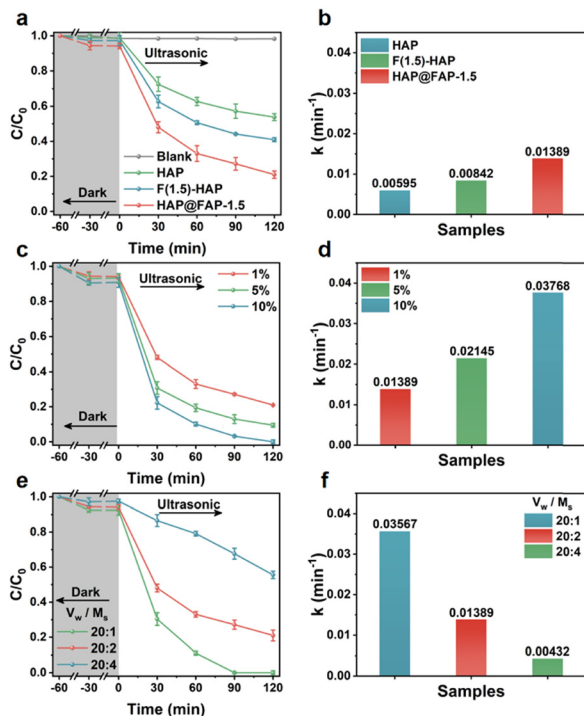 a
C/C₀
1.0
0.8
0.6
0.4
0.2
0.0
Ultrasonic
Blank
HAP
F(1.5)-HAP
HAP@FAP-1.5
Dark
-60 -30 0 30 60 90 120
Time (min)
b
k (min⁻¹)
0.04
0.03
0.02
0.01
0.00
HAP
F(1.5)-HAP
HAP@FAP-1.5
0.00595
0.00842
0.01389
Samples
c
C/C₀
1.0
0.8
0.6
0.4
0.2
0.0
Ultrasonic
1%
5%
10%
Dark
-60 -30 0 30 60 90 120
Time (min)
d
k (min⁻¹)
0.04
0.03
0.02
0.01
0.00
1%
5%
10%
0.01389
0.02145
0.03768
Samples
e
C/C₀
1.0
0.8
0.6
0.4
0.2
0.0
Ultrasonic
Dark
Vw / Ms
20:1
20:2
20:4
-60 -30 0 30 60 90 120
Time (min)
f
k (min⁻¹)
0.04
0.03
0.02
0.01
0.00
Vw / Ms
20:1
20:2
20:4
0.03567
0.01389
0.00432
Samples